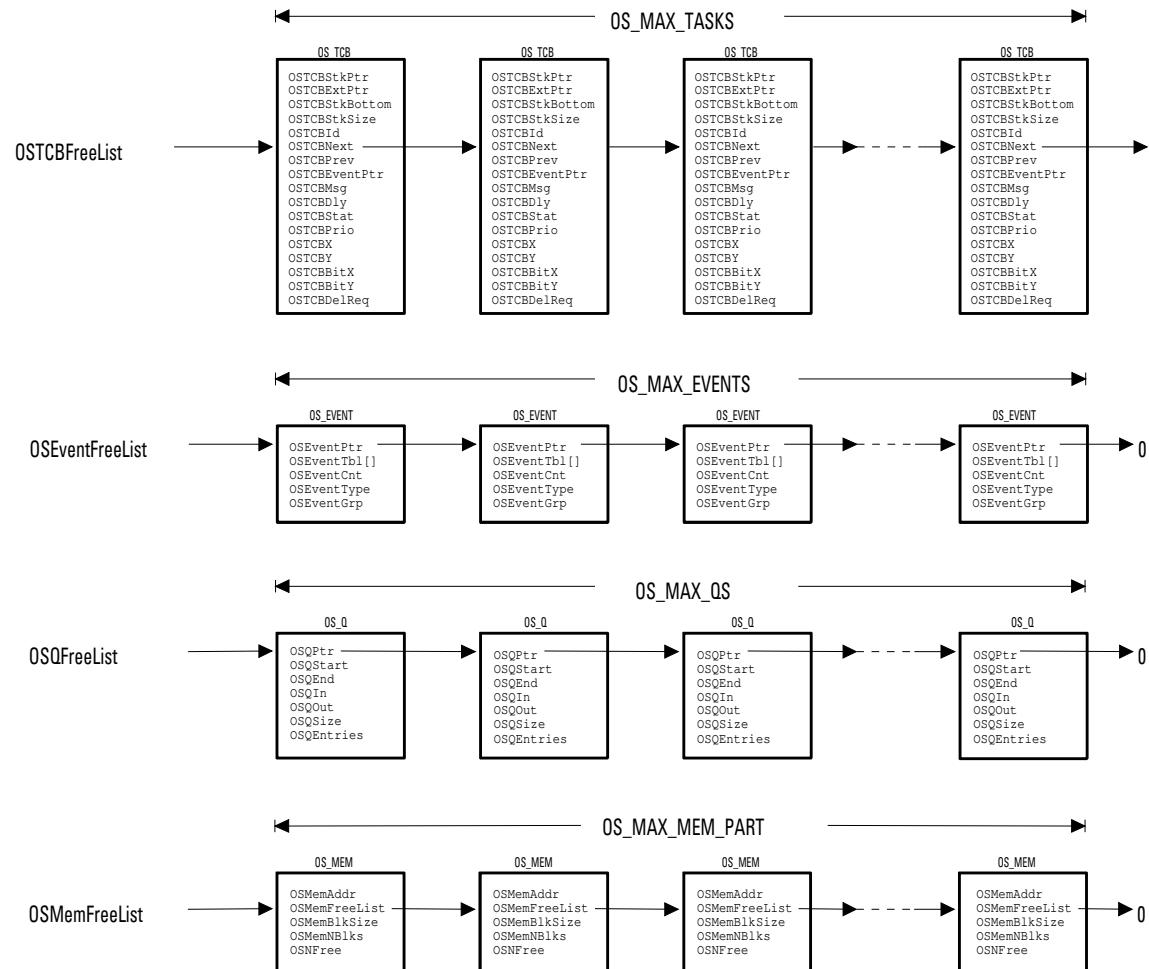 OS_MAX_TASKS
OS_TCB OS_TCB OS_TCB OS_TCB
OSTCBStkPtr OSTCBStkPtr OSTCBStkPtr OSTCBStkPtr
OSTCBExtPtr OSTCBExtPtr OSTCBExtPtr OSTCBExtPtr
OSTCBStkBottom OSTCBStkBottom OSTCBStkBottom OSTCBStkBottom
OSTCBStkSize OSTCBStkSize OSTCBStkSize OSTCBStkSize
OSTCBId OSTCBId OSTCBId OSTCBId
OSTCBFreeList OSTCBNext OSTCBNext OSTCBNext OSTCBNext
OSTCBPrev OSTCBPrev OSTCBPrev OSTCBPrev
OSTCBEventPtr OSTCBEventPtr OSTCBEventPtr OSTCBEventPtr
OSTCBMsg OSTCBMsg OSTCBMsg OSTCBMsg
OSTCBDly OSTCBDly OSTCBDly OSTCBDly
OSTCBStat OSTCBStat OSTCBStat OSTCBStat
OSTCBPrio OSTCBPrio OSTCBPrio OSTCBPrio
OSTCBX OSTCBX OSTCBX OSTCBX
OSTCBY OSTCBY OSTCBY OSTCBY
OSTCBBitX OSTCBBitX OSTCBBitX OSTCBBitX
OSTCBBitY OSTCBBitY OSTCBBitY OSTCBBitY
OSTCBDelReq OSTCBDelReq OSTCBDelReq OSTCBDelReq
OS_MAX_EVENTS
OS_EVENT OS_EVENT OS_EVENT OS_EVENT
OSEventFreeList OSEventPtr OSEventPtr OSEventPtr OSEventPtr 0
OSEventTbl[] OSEventTbl[] OSEventTbl[] OSEventTbl[]
OSEventCnt OSEventCnt OSEventCnt OSEventCnt
OSEventType OSEventType OSEventType OSEventType
OSEventGrp OSEventGrp OSEventGrp OSEventGrp
OS_MAX_QS
OS_Q OS_Q OS_Q OS_Q
OSQFreeList OSQPtr OSQPtr OSQPtr OSQPtr 0
OSQStart OSQStart OSQStart OSQStart
OSQEnd OSQEnd OSQEnd OSQEnd
OSQIn OSQIn OSQIn OSQIn
OSQOut OSQOut OSQOut OSQOut
OSQSize OSQSize OSQSize OSQSize
OSQEntries OSQEntries OSQEntries OSQEntries
OS_MAX_MEM_PART
OS_MEM OS_MEM OS_MEM OS_MEM
OSMemAddr OSMemAddr OSMemAddr OSMemAddr
OSMemFreeList OSMemFreeList OSMemFreeList OSMemFreeList OSMemFreeList 0
OSMemBlkSize OSMemBlkSize OSMemBlkSize OSMemBlkSize
OSMemNBlks OSMemNBlks OSMemNBlks OSMemNBlks
OSNFree OSNFree OSNFree OSNFree